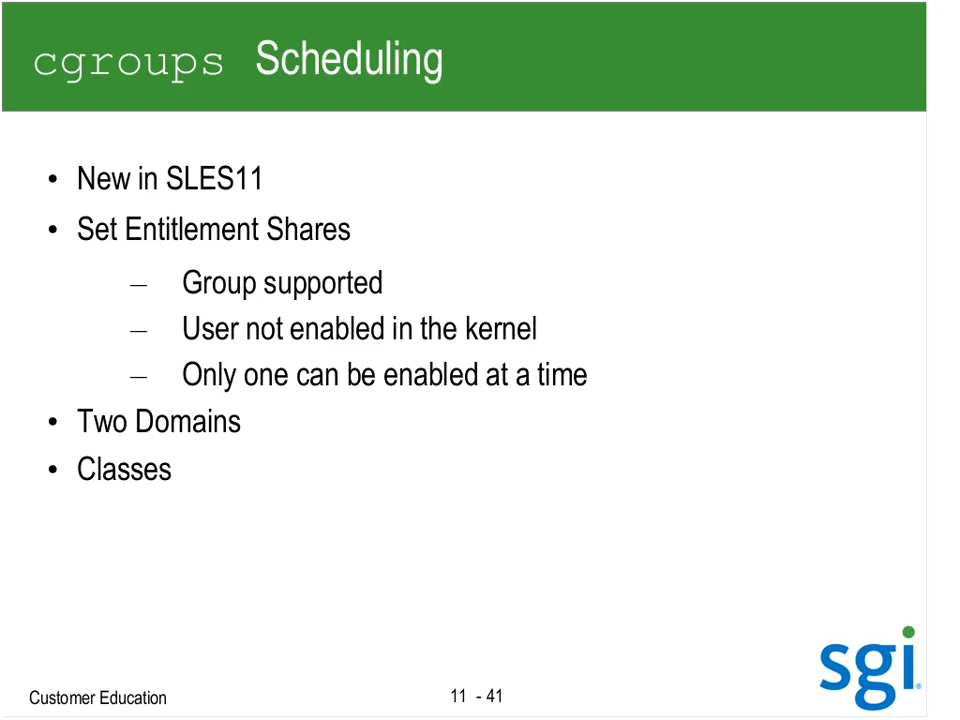 cgroups Scheduling
• New in SLES11
• Set Entitlement Shares
– Group supported
– User not enabled in the kernel
– Only one can be enabled at a time
• Two Domains
• Classes
sgi®
Customer Education
11 - 41